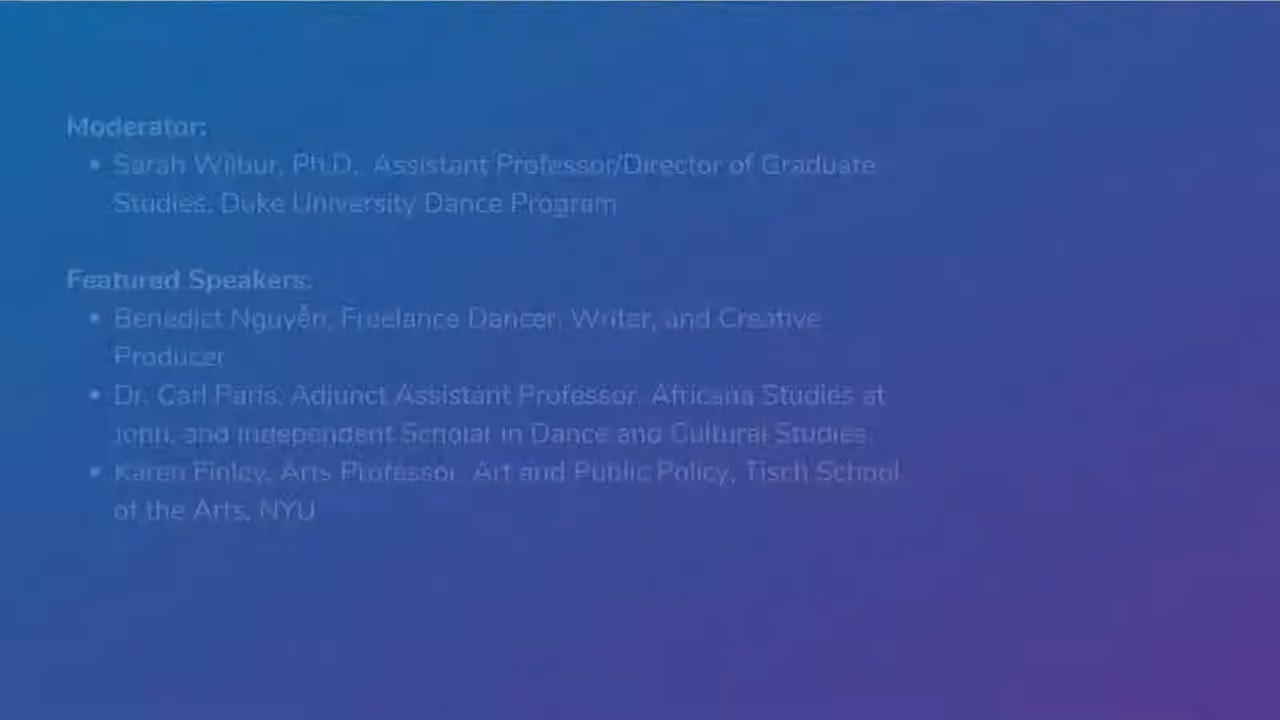 Moderator:
• Sarah Wilbur, Ph.D., Assistant Professor/Director of Graduate
Studies, Duke University Dance Program
Featured Speakers:
• Benedict Nguyễn, Freelance Dancer, Writer, and Creative
Producer
• Dr. Carl Paris, Adjunct Assistant Professor, Africana Studies at
John, and Independent Scholar in Dance and Cultural Studies.
• Karen Finley, Arts Professor, Art and Public Policy, Tisch School
of the Arts, NYU